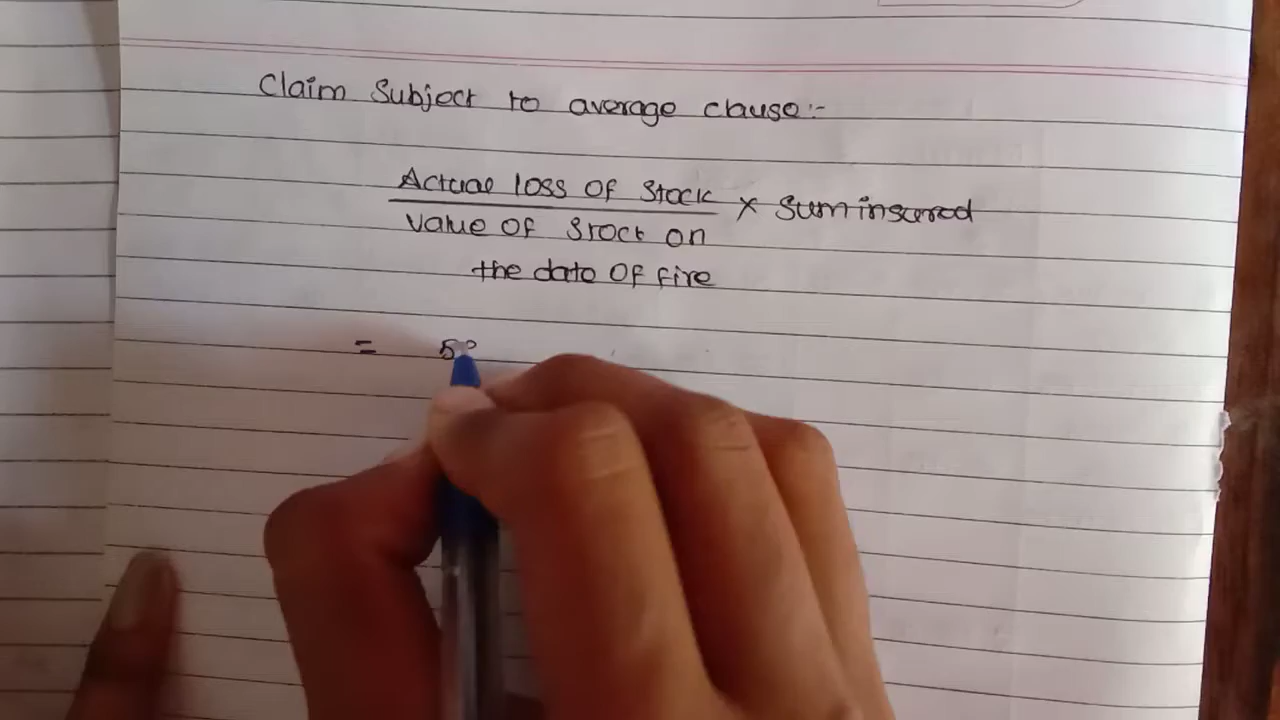 Claim Subject to average clause:-
Actual loss of Stock × Sum insured
Value of Stock on
the date of fire
= 50